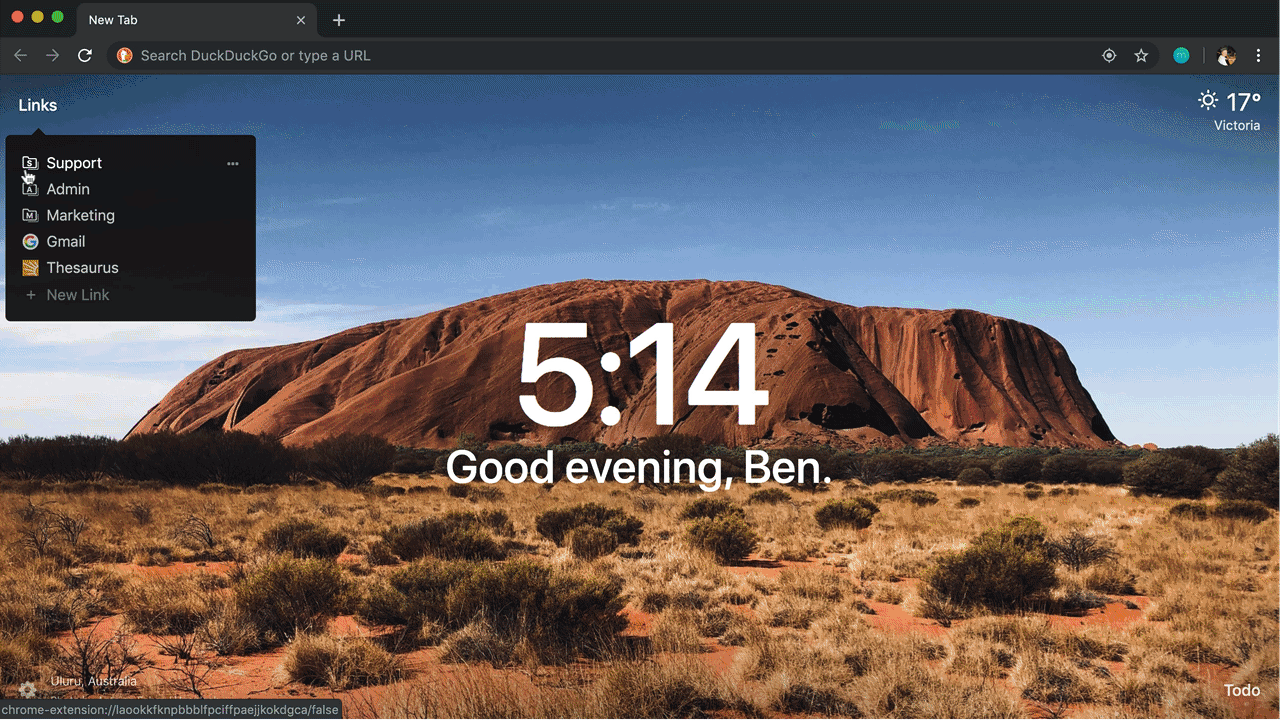 New Tab
Search DuckDuckGo or type a URL
Links
17°
Victoria
Support
Admin
Marketing
Gmail
Thesaurus
+ New Link
5:14
Good evening, Ben.
Uluru, Australia
Todo
chrome-extension://laookkfknpbbblfpciffpaejjkokdgca/false